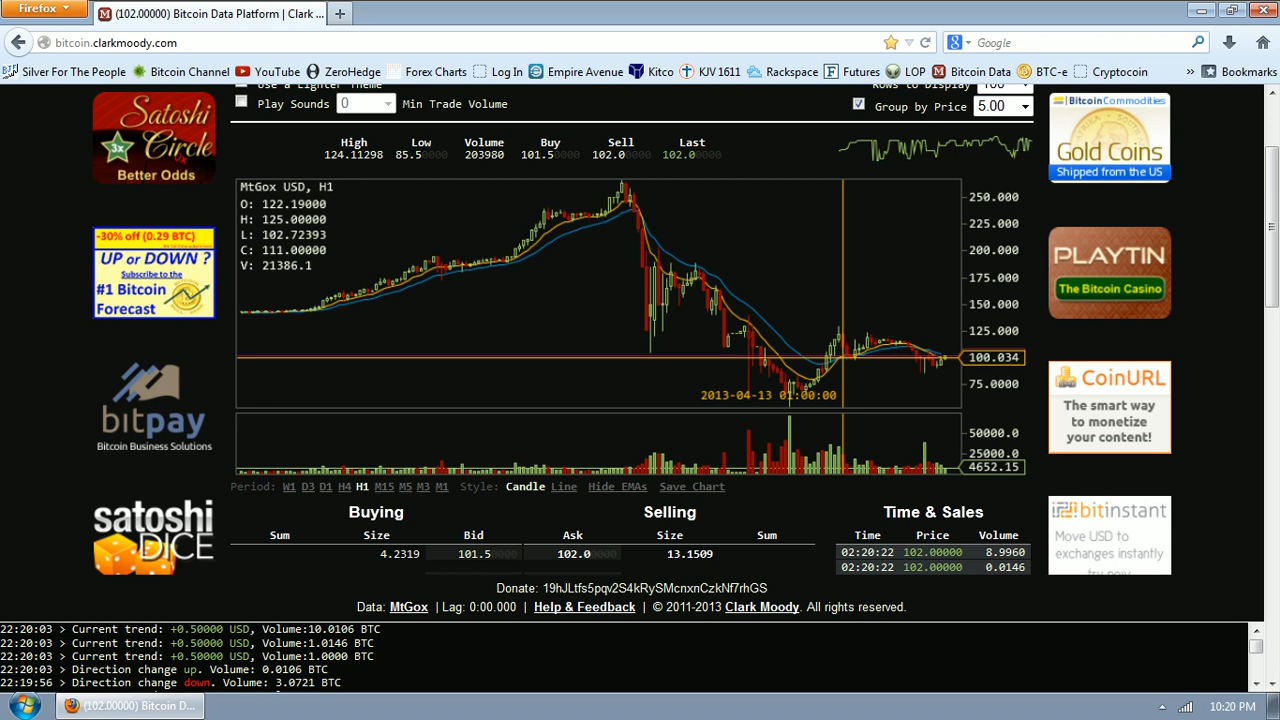 Firefox
(102.00000) Bitcoin Data Platform | Clark ...
bitcoin.clarkmoody.com
Google
Silver For The People Bitcoin Channel YouTube ZeroHedge Forex Charts Log In Empire Avenue Kitco KJV 1611 Rackspace Futures LOP Bitcoin Data BTC-e Cryptocoin » Bookmarks
Use a Lighter Theme Rows to Display 100
Play Sounds 0 Min Trade Volume Group by Price 5.00
Satoshi Circle
3x
Better Odds
High Low Volume Buy Sell Last
124.11298 85.50000 203980 101.50000 102.00000 102.00000
BitcoinCommodities
Gold Coins
Shipped from the US
MtGox USD, H1
O: 122.19000
H: 125.00000
L: 102.72393
C: 111.00000
V: 21386.1
250.000
225.000
200.000
175.000
150.000
125.000
100.034
75.000
2013-04-13 01:00:00
50000.0
25000.0
4652.15
-30% off (0.29 BTC)
UP or DOWN ?
Subscribe to the
#1 Bitcoin
Forecast
PLAYTIN
The Bitcoin Casino
bitpay
Bitcoin Business Solutions
CoinURL
The smart way
to monetize
your content!
Period: W1 D3 D1 H4 H1 M15 M5 M3 M1 Style: Candle Line Hide EMAs Save Chart
satoshi
DICE
Buying Selling Time & Sales
Sum Size Bid Ask Size Sum Time Price Volume
4.2319 101.50000 102.00000 13.1509 02:20:22 102.00000 8.9960
02:20:22 102.00000 0.0146
bitinstant
Move USD to
exchanges instantly
Donate: 19hJLtfs5pqv2S4kRySMcnxnCzkNf7rhGS
Data: MtGox | Lag: 0:00.000 | Help & Feedback | © 2011-2013 Clark Moody. All rights reserved.
22:20:03 > Current trend: +0.50000 USD, Volume:10.0106 BTC
22:20:03 > Current trend: +0.50000 USD, Volume:1.0146 BTC
22:20:03 > Current trend: +0.50000 USD, Volume:1.0000 BTC
22:20:03 > Direction change up. Volume: 0.0106 BTC
22:19:56 > Direction change down. Volume: 3.0721 BTC
(102.00000) Bitcoin D...
10:20 PM